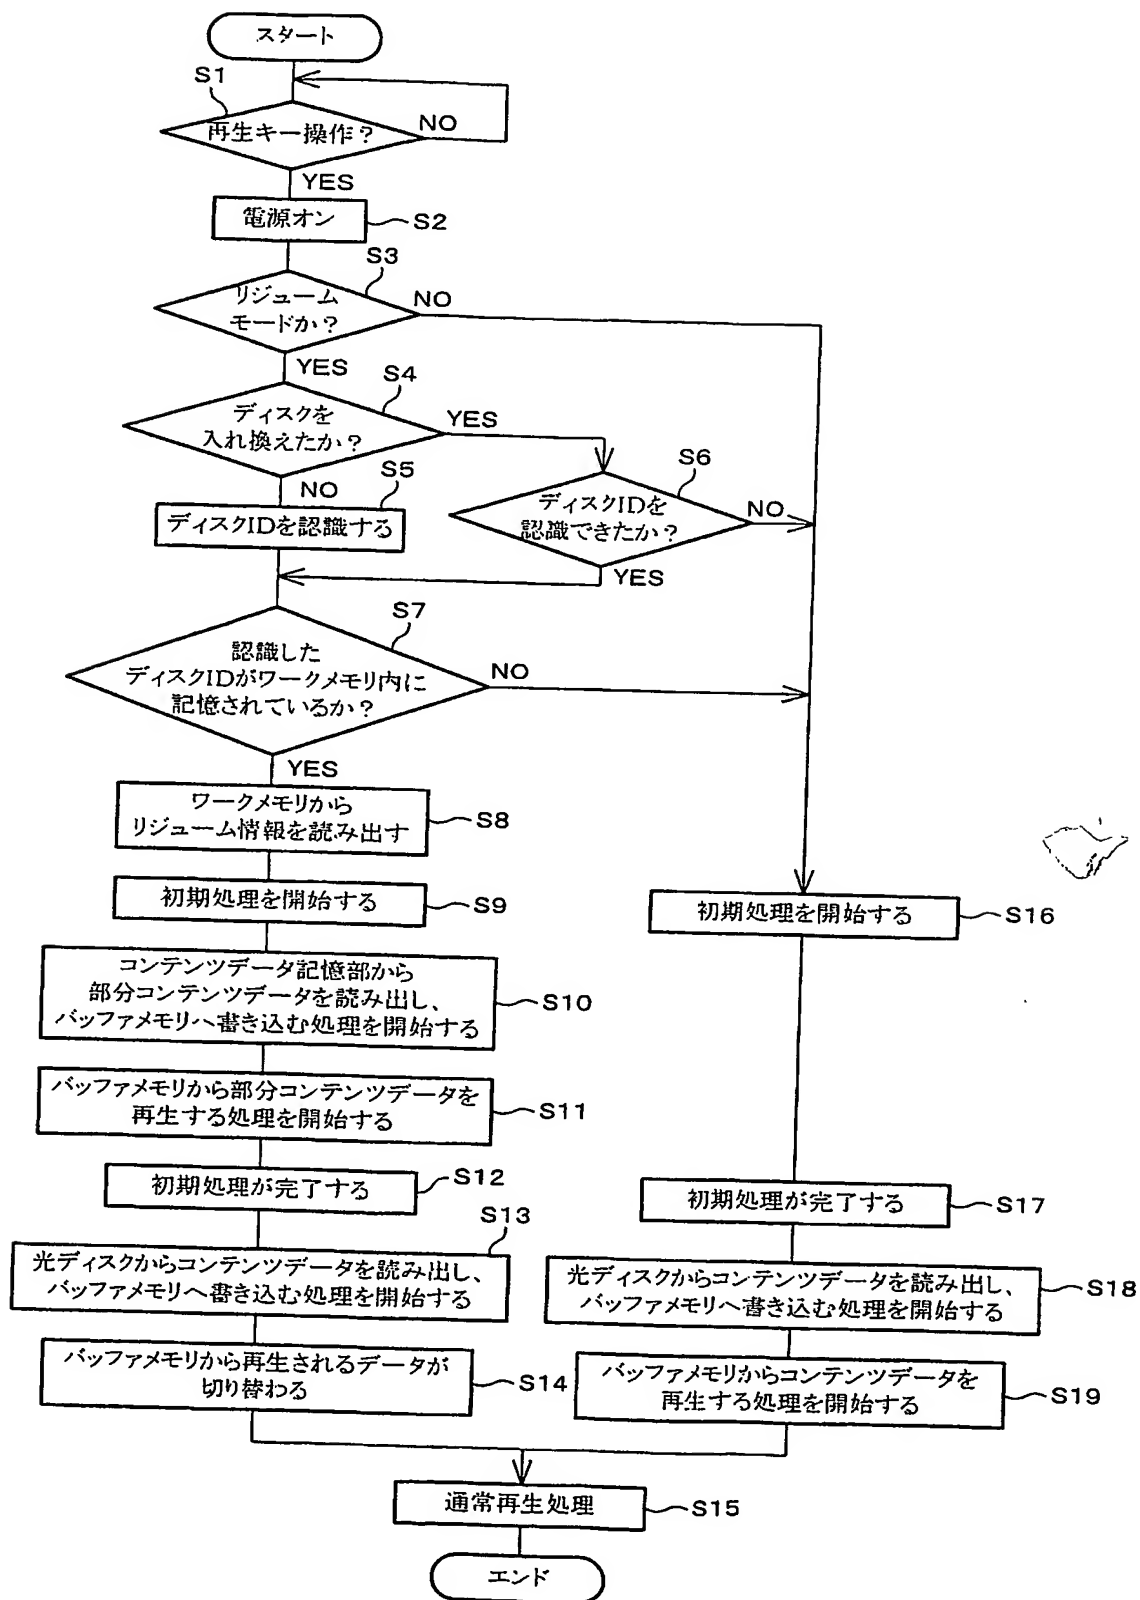 スタート
S1
再生キー操作?
NO
YES
電源オン
S2
S3
リジューム
モードか?
NO
YES
S4
ディスクを
入れ換えたか?
YES
NO
S5
ディスクIDを認識する
S6
ディスクIDを
認識できたか?
NO
YES
S7
認識した
ディスクIDがワークメモリ内に
記憶されているか?
NO
YES
ワークメモリから
リジューム情報を読み出す
S8
初期処理を開始する
S9
初期処理を開始する
S16
コンテンツデータ記憶部から
部分コンテンツデータを読み出し、
バッファメモリへ書き込む処理を開始する
S10
バッファメモリから部分コンテンツデータを
再生する処理を開始する
S11
初期処理が完了する
S12
初期処理が完了する
S17
S13
光ディスクからコンテンツデータを読み出し、
バッファメモリへ書き込む処理を開始する
光ディスクからコンテンツデータを読み出し、
バッファメモリへ書き込む処理を開始する
S18
バッファメモリから再生されるデータが
切り替わる
S14
バッファメモリからコンテンツデータを
再生する処理を開始する
S19
通常再生処理
S15
エンド